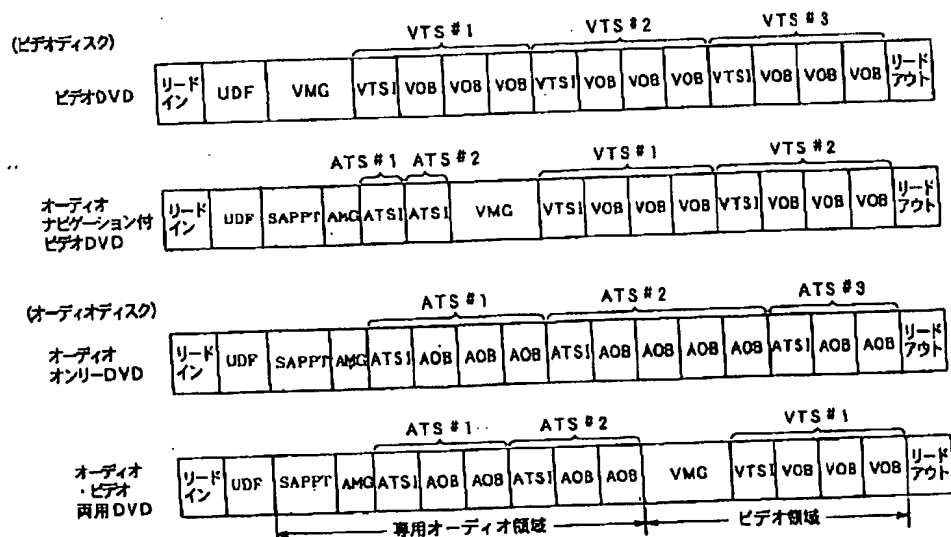 (ビデオディスク)
VTS#1 VTS#2 VTS#3
ビデオDVD
リードイン UDF VMG VTSI VOB VOB VOB VTSI VOB VOB VOB VTSI VOB VOB VOB リードアウト
ATS#1 ATS#2 VTS#1 VTS#2
オーディオ
ナビゲーション付
ビデオDVD
リードイン UDF SAPPT AMG ATSI ATSI VMG VTSI VOB VOB VOB VTSI VOB VOB VOB リードアウト
(オーディオディスク)
ATS#1 ATS#2 ATS#3
オーディオ
オンリーDVD
リードイン UDF SAPPT AMG ATSI AOB AOB AOB ATSI AOB AOB AOB AOB ATSI AOB AOB リードアウト
ATS#1 ATS#2 VTS#1
オーディオ
・ビデオ
両用DVD
リードイン UDF SAPPT AMG ATSI AOB AOB ATSI AOB AOB VMG VTSI VOB VOB VOB リードアウト
専用オーディオ領域 ビデオ領域